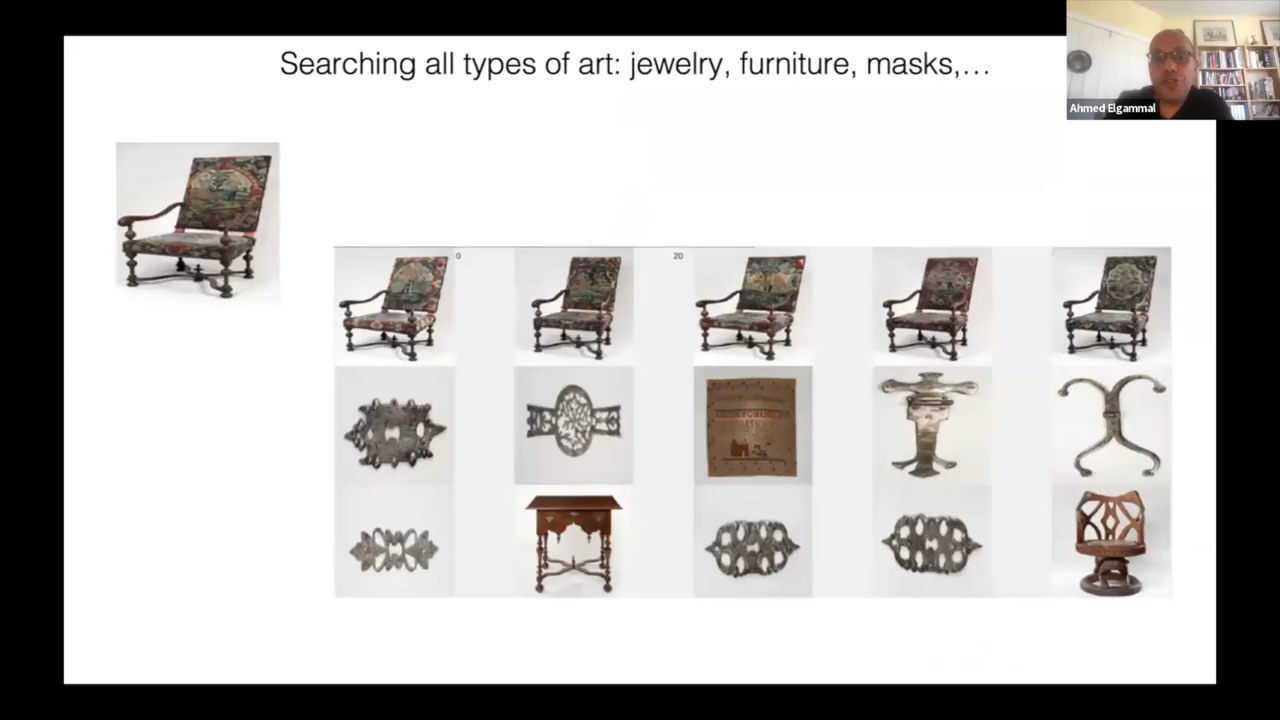 Searching all types of art: jewelry, furniture, masks,…
Ahmed Elgammal
0
20